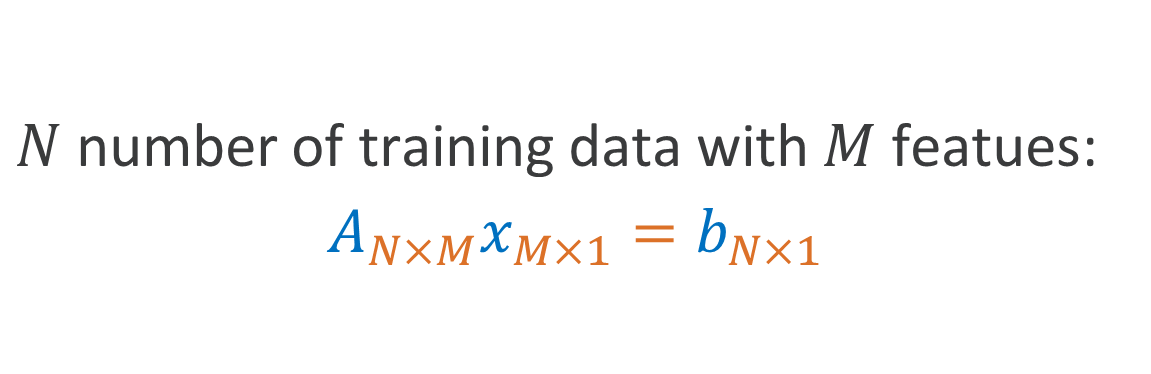 N number of training data with M featues:
A_{N×M}x_{M×1} = b_{N×1}